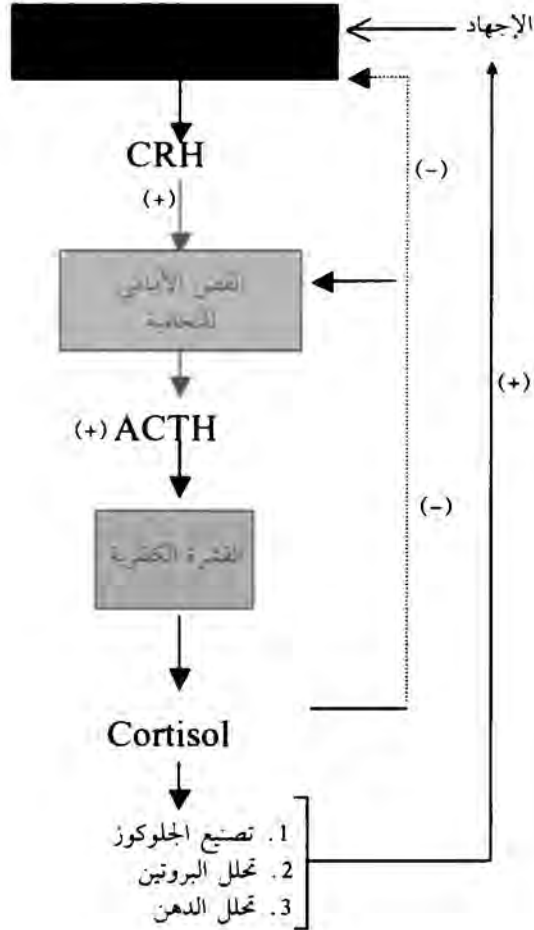 الإجهاد
CRH
(–)
(+)
الفص الأمامي
للنخامية
(+)
(+) ACTH
(–)
القشرة الكظرية
Cortisol
1. تصنيع الجلوكوز
2. تحلل البروتين
3. تحلل الدهن